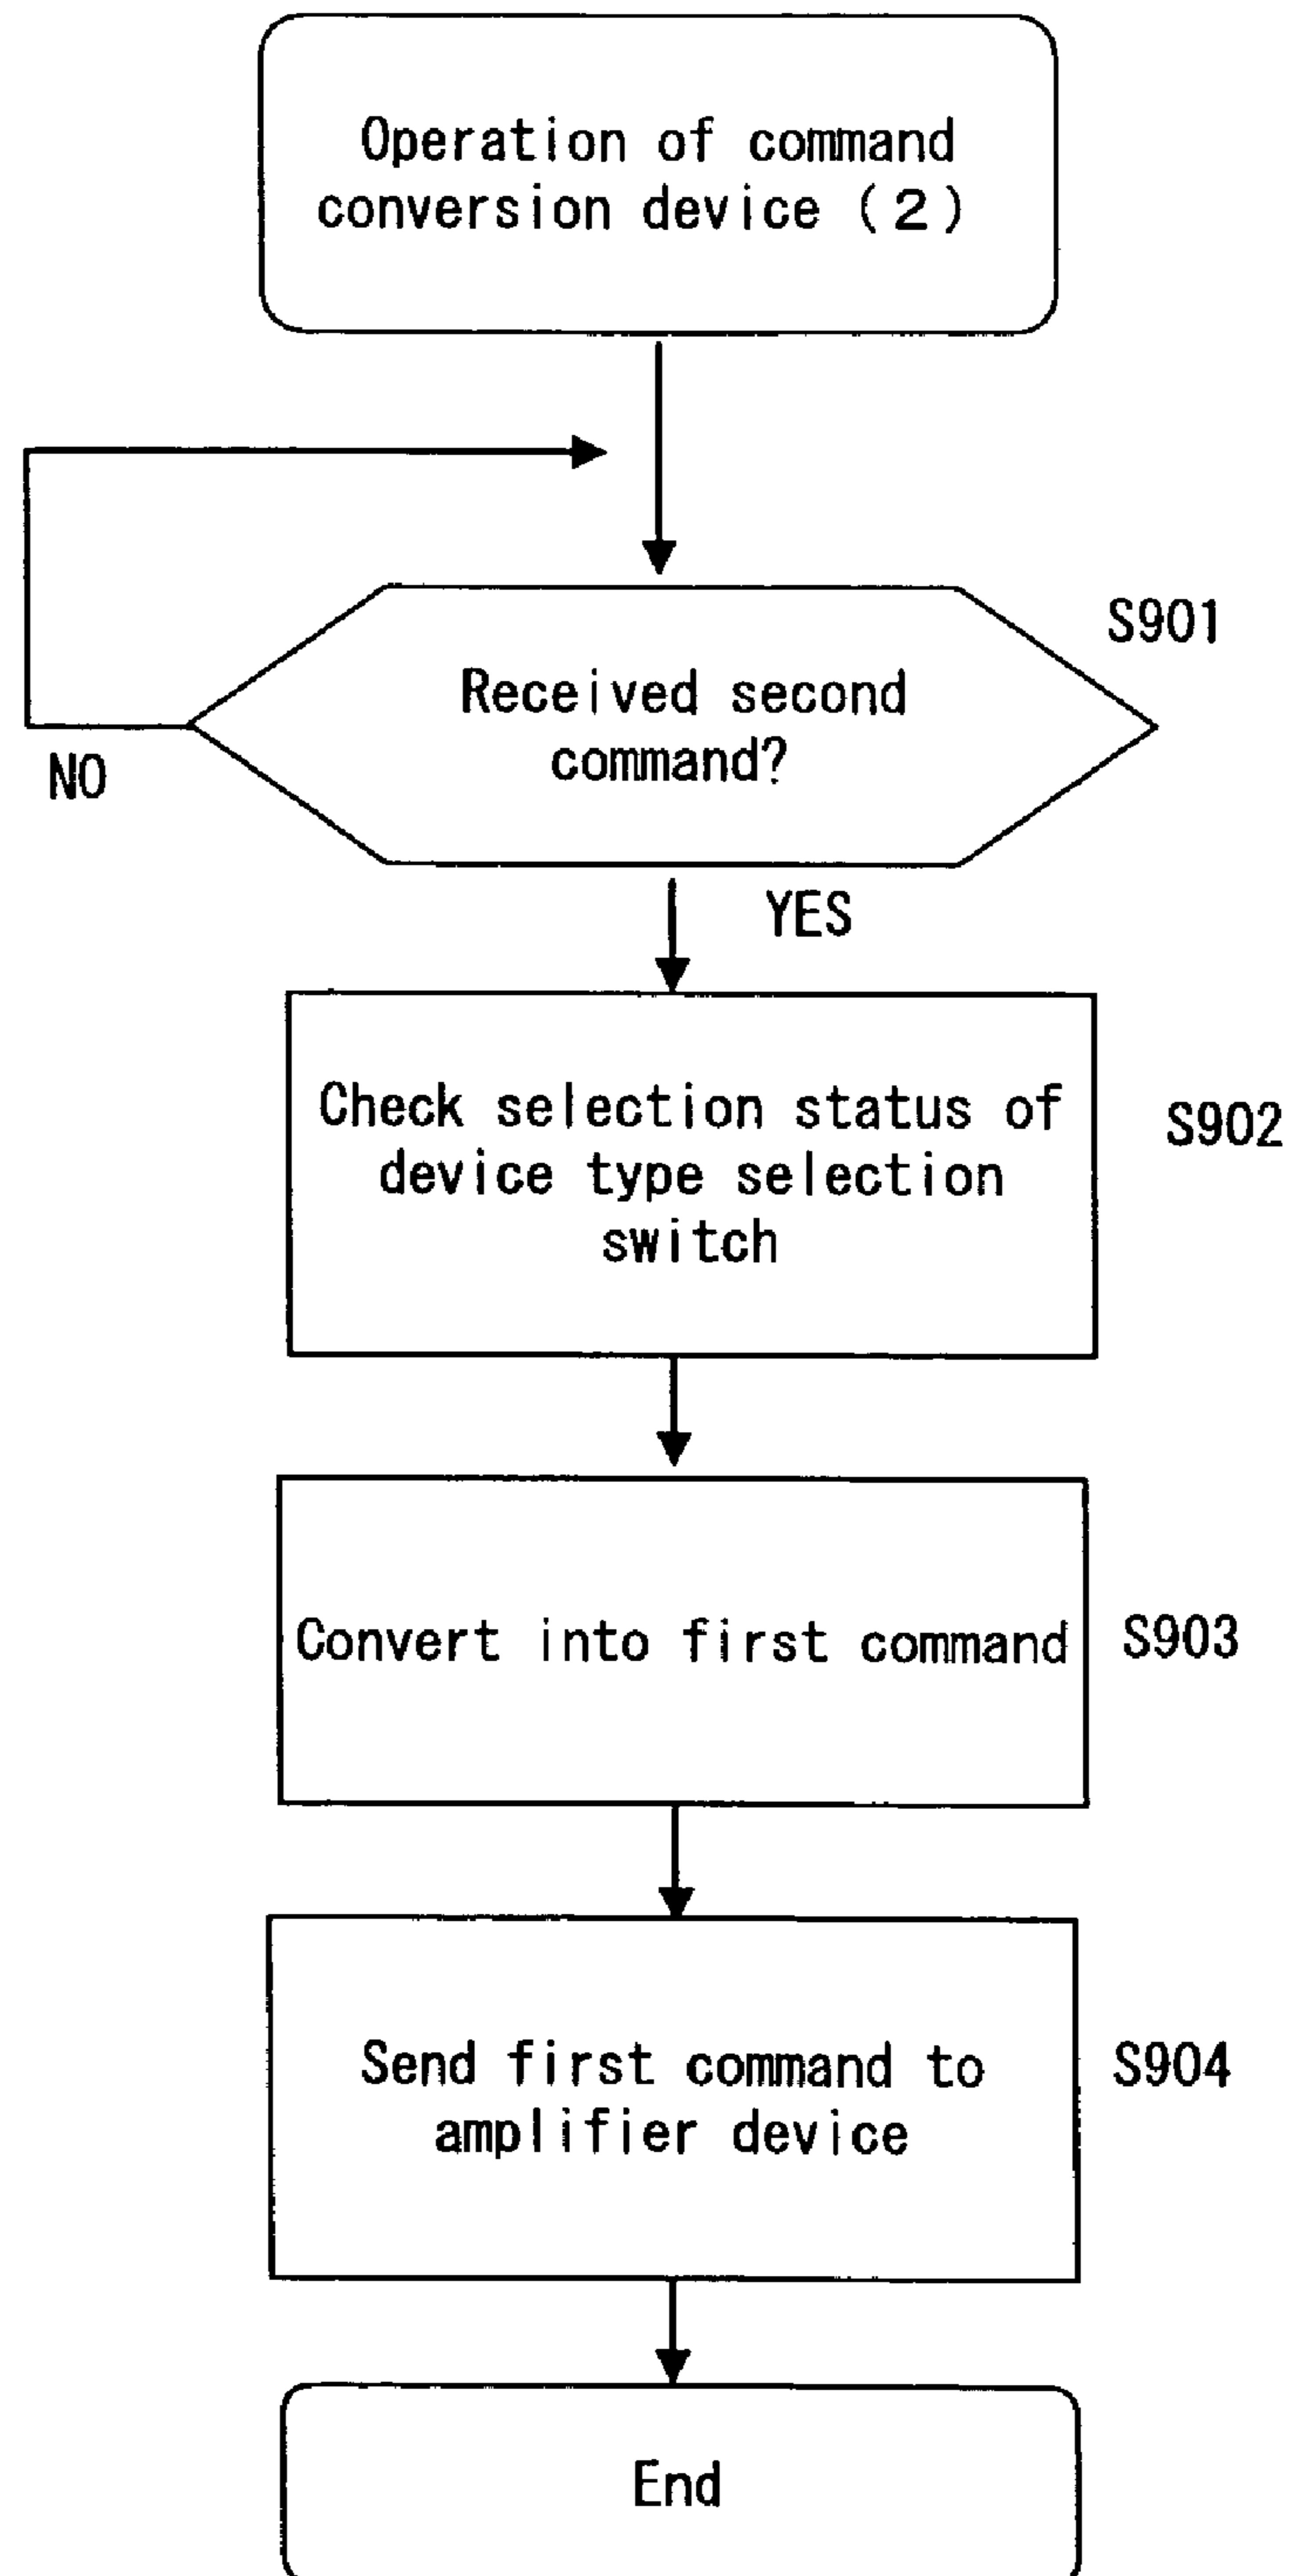 Operation of command
conversion device (2)
S901
Received second
command?
NO
YES
Check selection status of
device type selection
switch
S902
Convert into first command
S903
Send first command to
amplifier device
S904
End